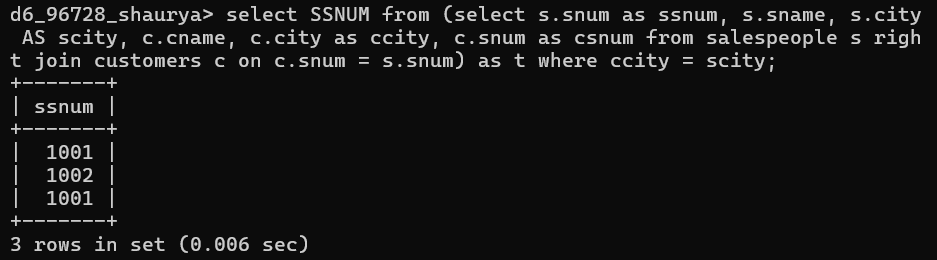 d6_96728_shaurya> select SSNUM from (select s.snum as ssnum, s.sname, s.city
 AS scity, c.cname, c.city as ccity, c.snum as csnum from salespeople s righ
t join customers c on c.snum = s.snum) as t where ccity = scity;
+-------+
| ssnum |
+-------+
|  1001 |
|  1002 |
|  1001 |
+-------+
3 rows in set (0.006 sec)